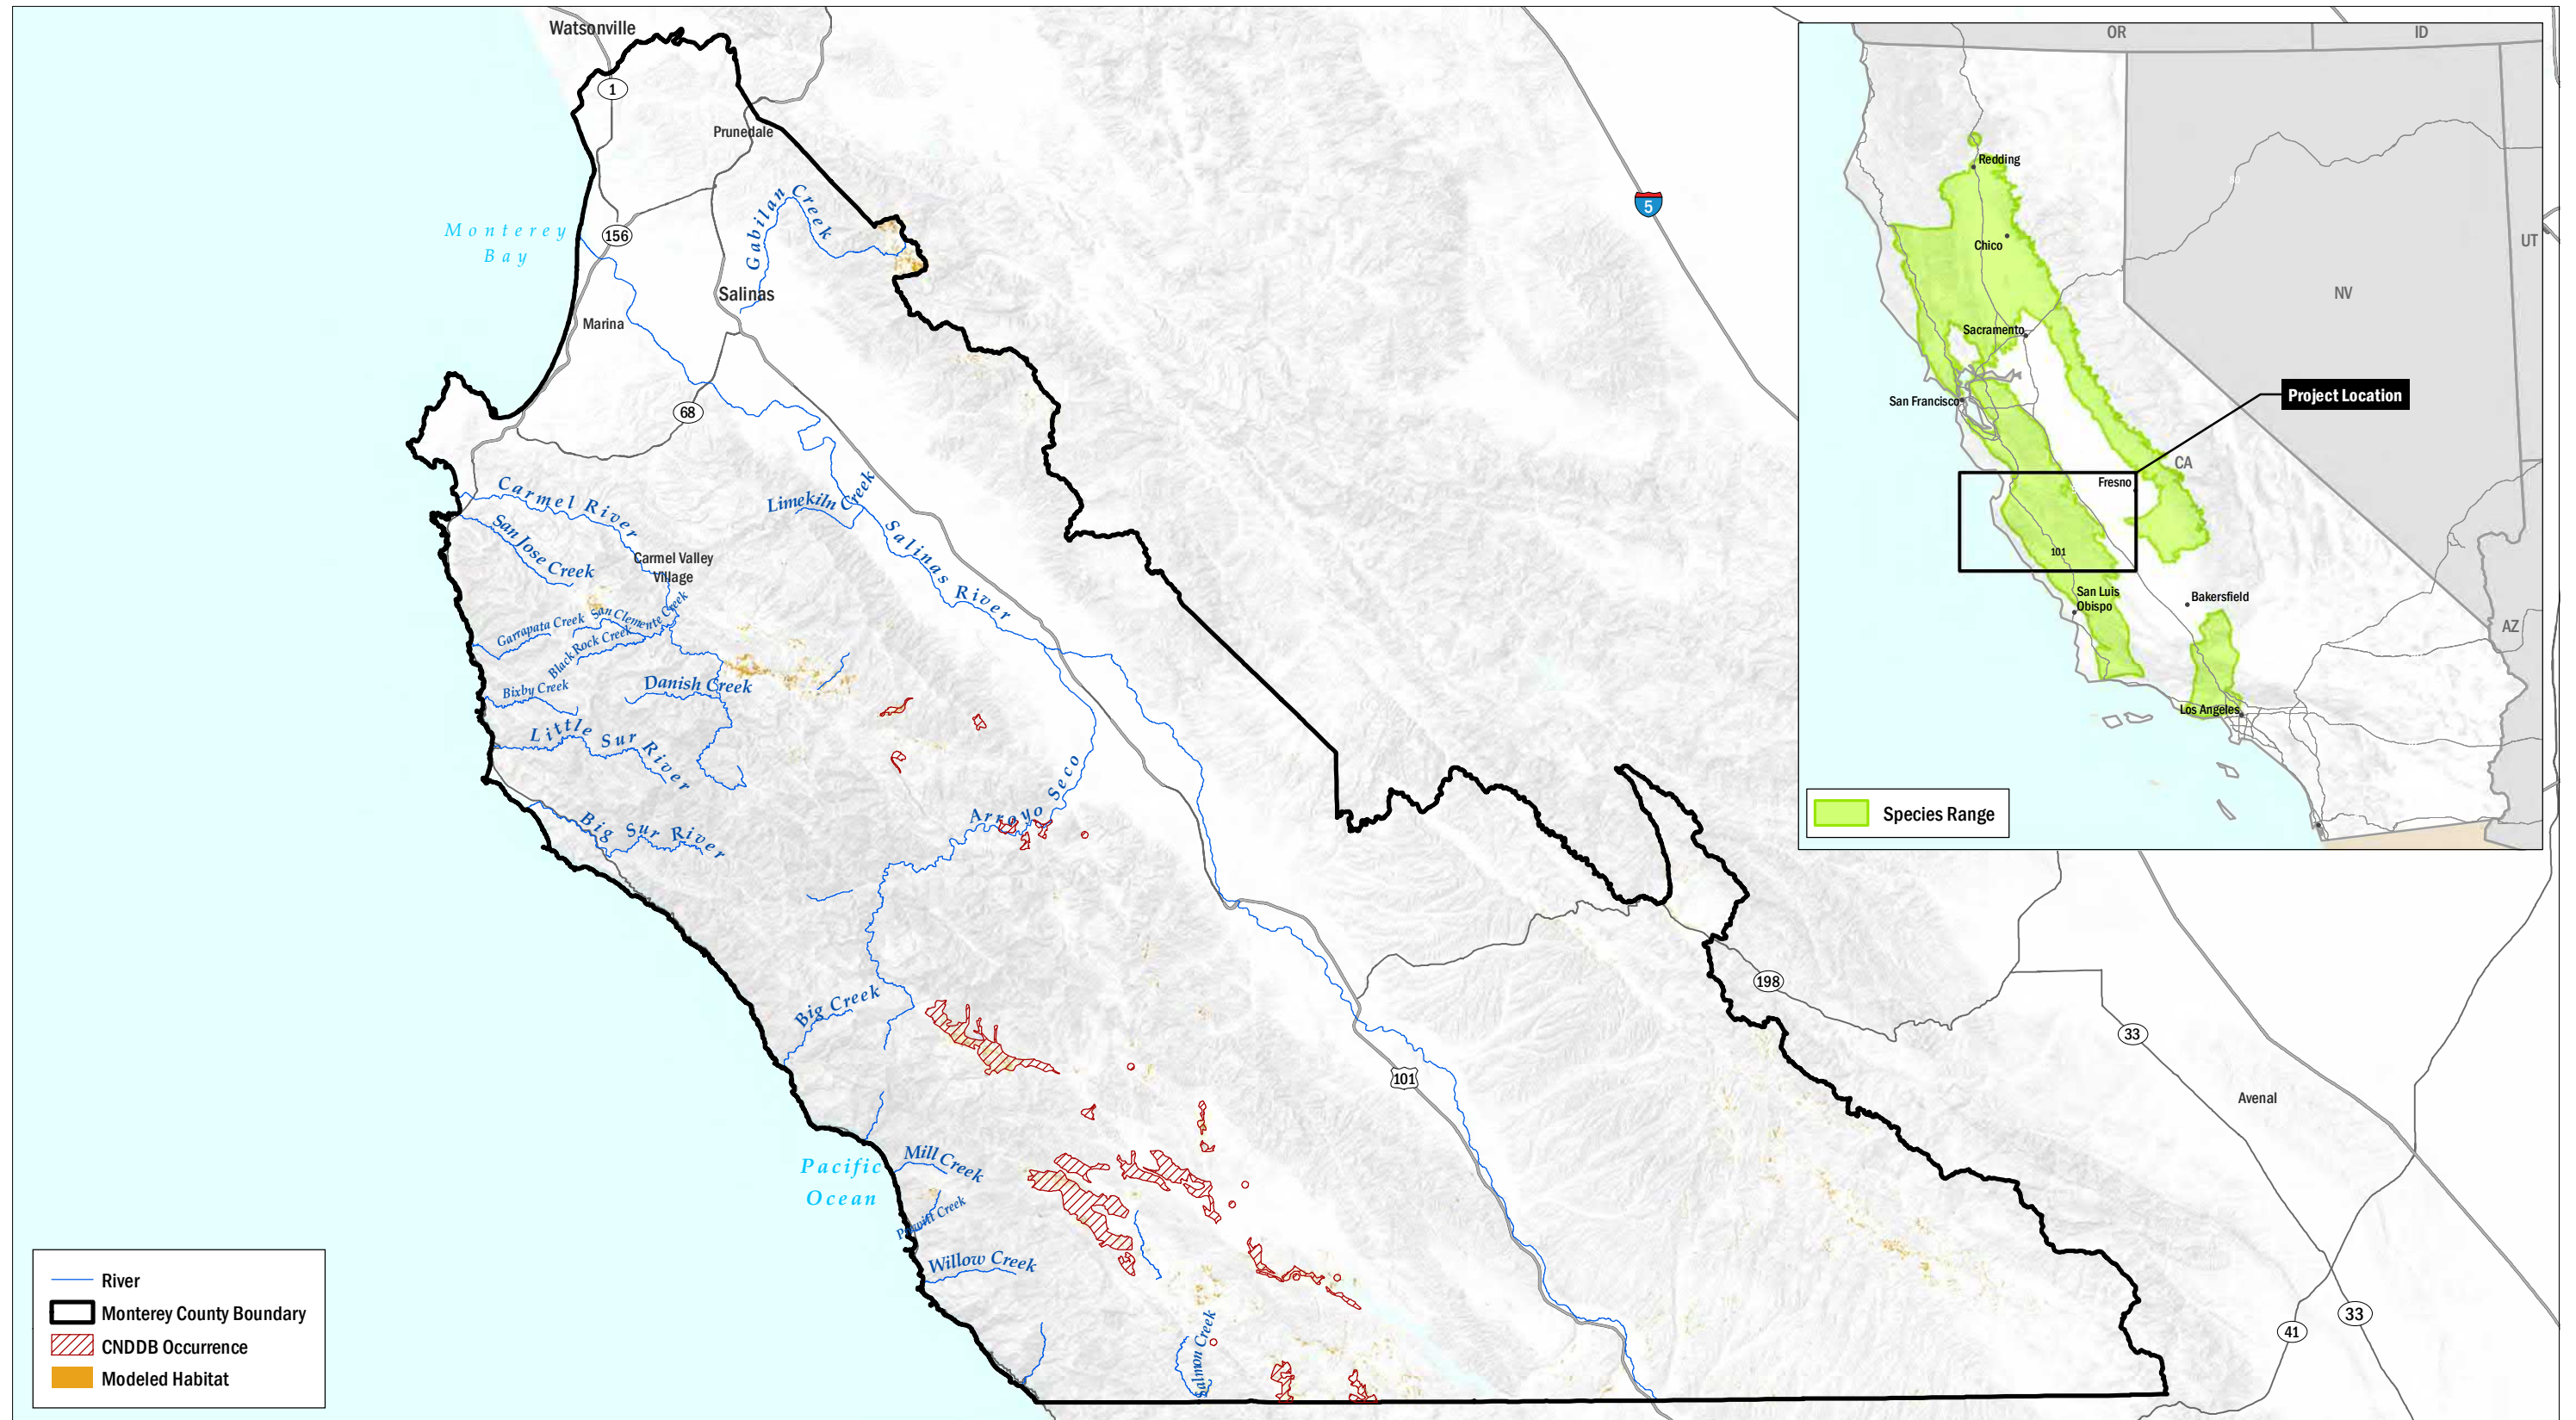 Watsonville
1
Prunedale
Monterey
Bay
156
Gabilan Creek
Salinas
Marina
68
5
Carmel River
San Jose Creek
Carmel Valley
Village
Limekiln Creek
Salinas River
Garrapata Creek
San Clemente Creek
Black Rock Creek
Bixby Creek
Danish Creek
Little Sur River
Big Sur River
Arroyo Seco
Big Creek
198
33
101
Avenal
Pacific
Ocean
Mill Creek
Prewitt Creek
Willow Creek
Salmon Creek
41
33
River
Monterey County Boundary
CNDDB Occurrence
Modeled Habitat
OR
ID
Redding
80
Chico
UT
NV
Sacramento
San Francisco
Project Location
CA
Fresno
101
San Luis
Obispo
Bakersfield
AZ
Los Angeles
Species Range